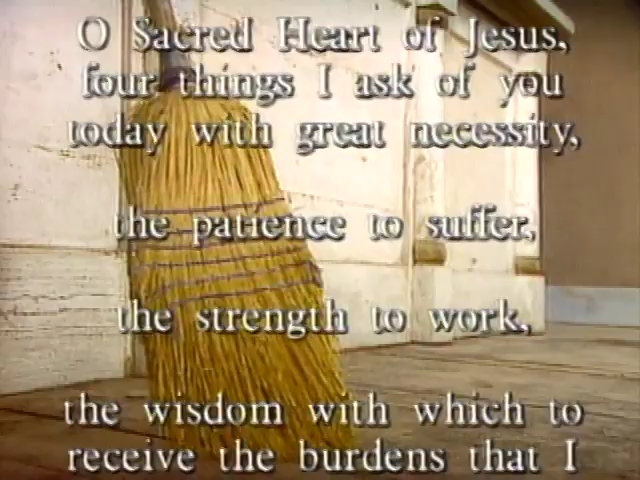 O Sacred Heart of Jesus,
four things I ask of you
today with great necessity,
the patience to suffer,
the strength to work,
the wisdom with which to
receive the burdens that I